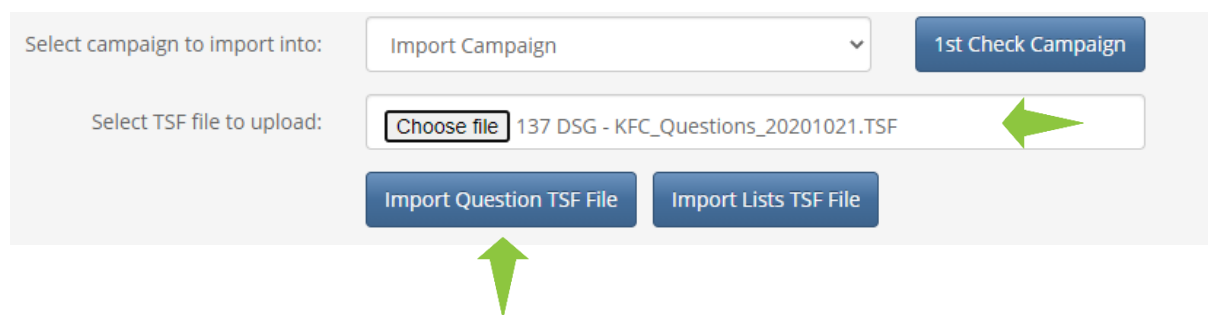 Select campaign to import into: Import Campaign 1st Check Campaign
Select TSF file to upload: Choose file 137 DSG - KFC_Questions_20201021.TSF
Import Question TSF File Import Lists TSF File